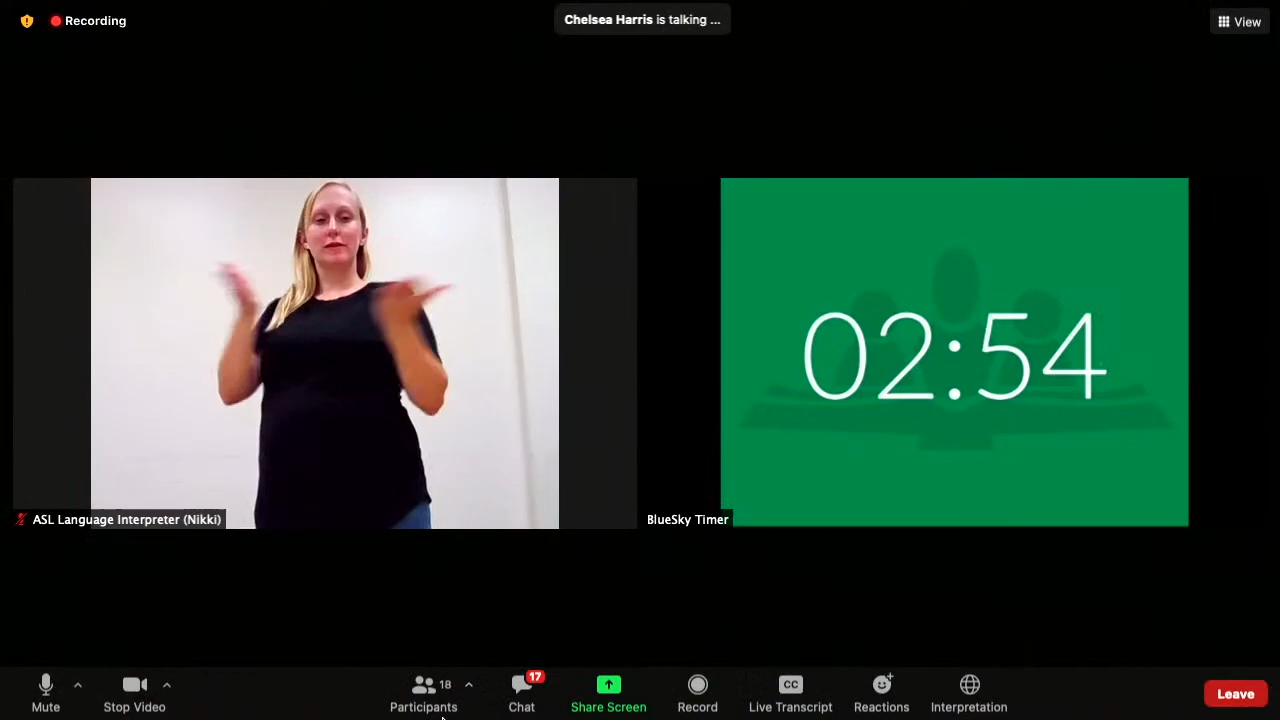 Recording
Chelsea Harris is talking ...
View
02:54
ASL Language Interpreter (Nikki)
BlueSky Timer
18
17
CC
Mute
Stop Video
Participants
Chat
Share Screen
Record
Live Transcript
Reactions
Interpretation
Leave